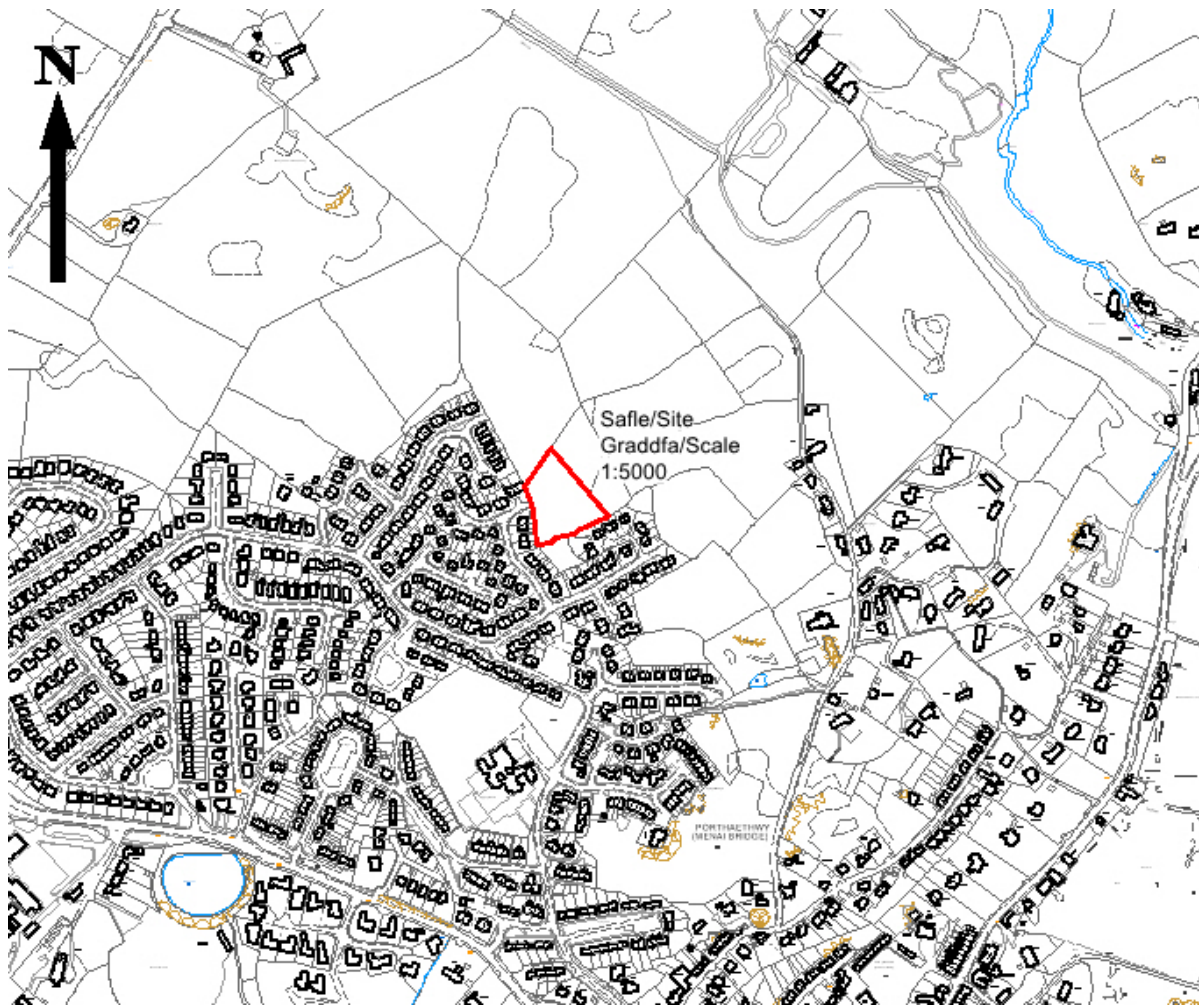 N
Safle/Site
Graddfa/Scale
1:5000
PORTHAETHWY
(MENAI BRIDGE)